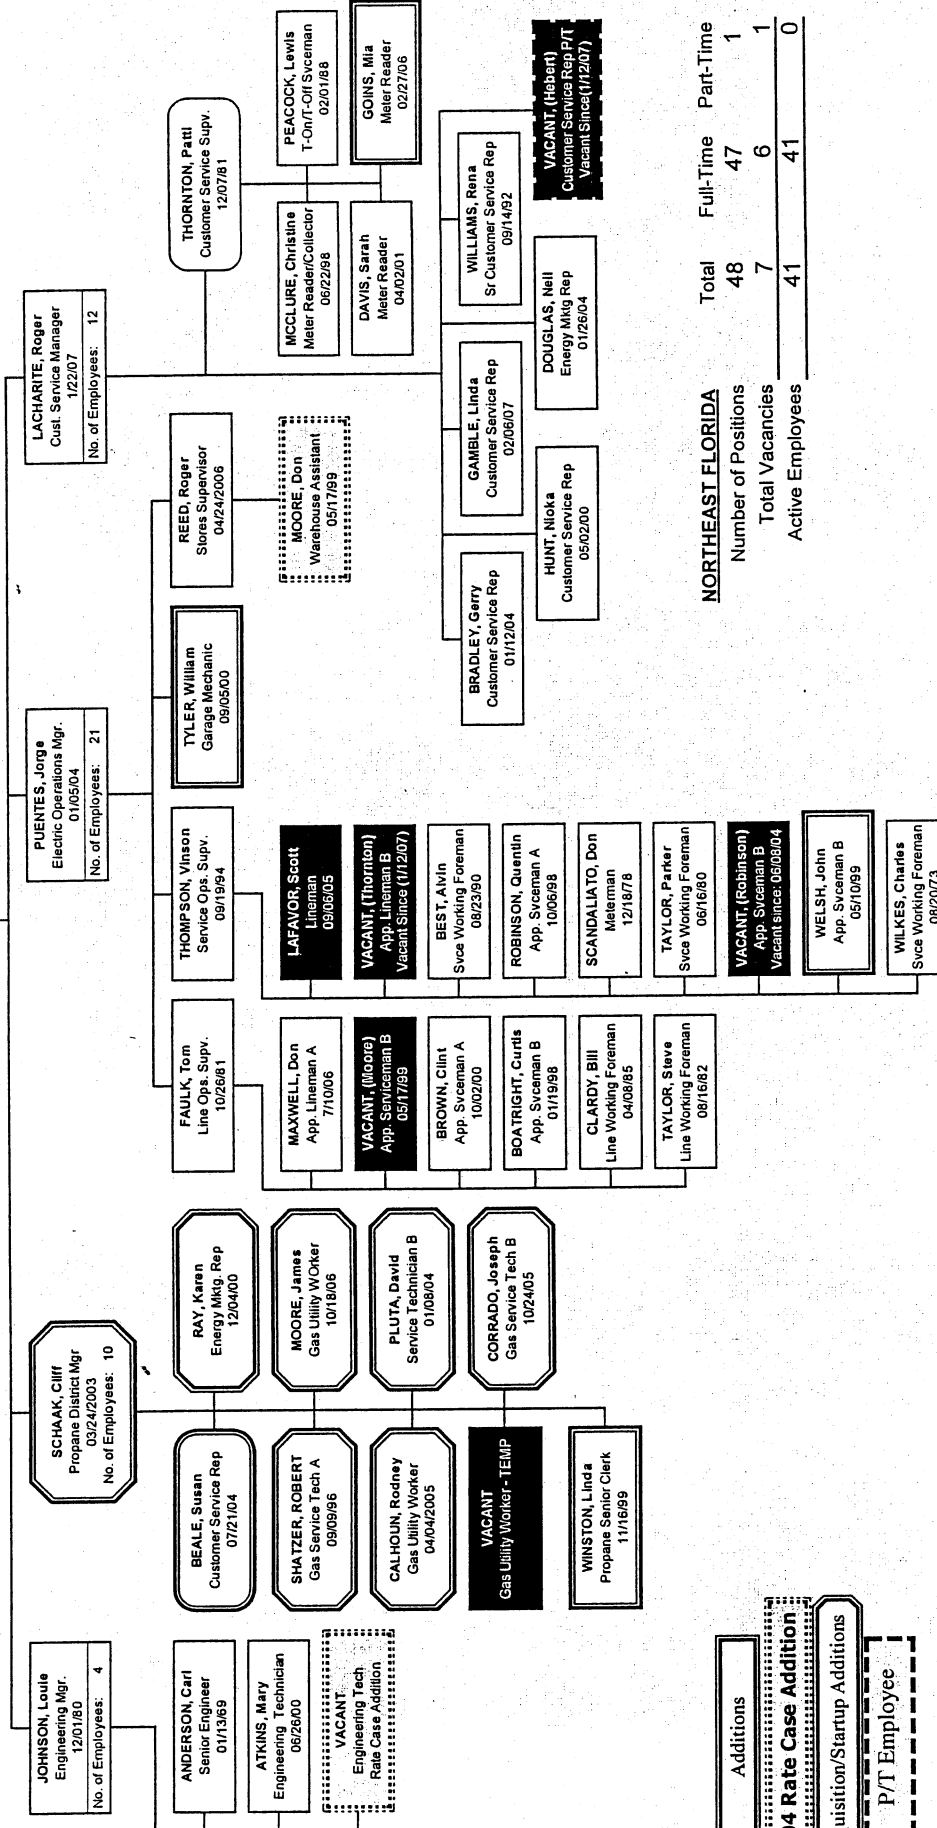 JOHNSON, Louie
Engineering Mgr.
12/01/80
No. of Employees: 4
ANDERSON, Carl
Senior Engineer
01/13/69
ATKINS, Mary
Engineering Technician
06/26/00
VACANT
Engineering Tech
Rate Case Addition
SCHAAK, Cliff
Propane District Mgr
03/24/2003
No. of Employees: 10
BEALE, Susan
Customer Service Rep
07/21/04
RAY, Karen
Energy Mktg. Rep
12/04/00
SHATZER, ROBERT
Gas Service Tech A
09/09/96
MOORE, James
Gas Utility WOrker
10/18/06
CALHOUN, Rodney
Gas Utility Worker
04/04/2005
PLUTA, David
Service Technician B
01/08/04
VACANT
Gas Utility Worker - TEMP
CORRADO, Joseph
Gas Service Tech B
10/24/05
WINSTON, Linda
Propane Senior Clerk
11/16/99
PUENTES, Jorge
Electric Operations Mgr.
01/05/04
No. of Employees: 21
FAULK, Tom
Line Ops. Supv.
10/26/81
MAXWELL, Don
App. Lineman A
7/10/06
VACANT, (Moore)
App. Serviceman B
05/17/99
BROWN, Clint
App. Svceman A
10/02/00
BOATRIGHT, Curtis
App. Svceman B
01/19/98
CLARDY, Bill
Line Working Foreman
04/08/85
TAYLOR, Steve
Line Working Foreman
08/16/82
THOMPSON, Vinson
Service Ops. Supv.
09/19/94
LAFAVOR, Scott
Lineman
09/06/05
VACANT, (Thornton)
App. Lineman B
Vacant Since (1/12/07)
BEST, Alvin
Svce Working Foreman
08/23/90
ROBINSON, Quentin
App. Svceman A
10/06/98
SCANDALIATO, Don
Meterman
12/18/78
TAYLOR, Parker
Svce Working Foreman
06/16/80
VACANT, (Robinson)
App. Svceman B
Vacant since: 06/08/04
WELSH, John
App. Svceman B
05/10/99
WILKES, Charles
Svce Working Foreman
08/20/73
TYLER, William
Garage Mechanic
09/05/00
REED, Roger
Stores Supervisor
04/24/2006
MOORE, Don
Warehouse Assistant
05/17/99
LACHARITE, Roger
Cust. Service Manager
1/22/07
No. of Employees: 12
THORNTON, Patti
Customer Service Supv.
12/07/81
MCCLURE, Christine
Meter Reader/Collector
06/22/98
PEACOCK, Lewis
T-On/T-Off Svceman
02/01/88
DAVIS, Sarah
Meter Reader
04/02/01
GOINS, Mia
Meter Reader
02/27/06
BRADLEY, Gerry
Customer Service Rep
01/12/04
GAMBLE, Linda
Customer Service Rep
02/06/07
WILLIAMS, Rena
Sr Customer Service Rep
09/14/92
HUNT, Nioka
Customer Service Rep
05/02/00
DOUGLAS, Neil
Energy Mktg Rep
01/26/04
VACANT, (Hebert)
Customer Service Rep P/T
Vacant Since(1/12/07)
NORTHEAST FLORIDA Total Full-Time Part-Time
Number of Positions 48 47 1
Total Vacancies 7 6 1
Active Employees 41 41 0
Additions
04 Rate Case Addition
uisition/Startup Additions
P/T Employee